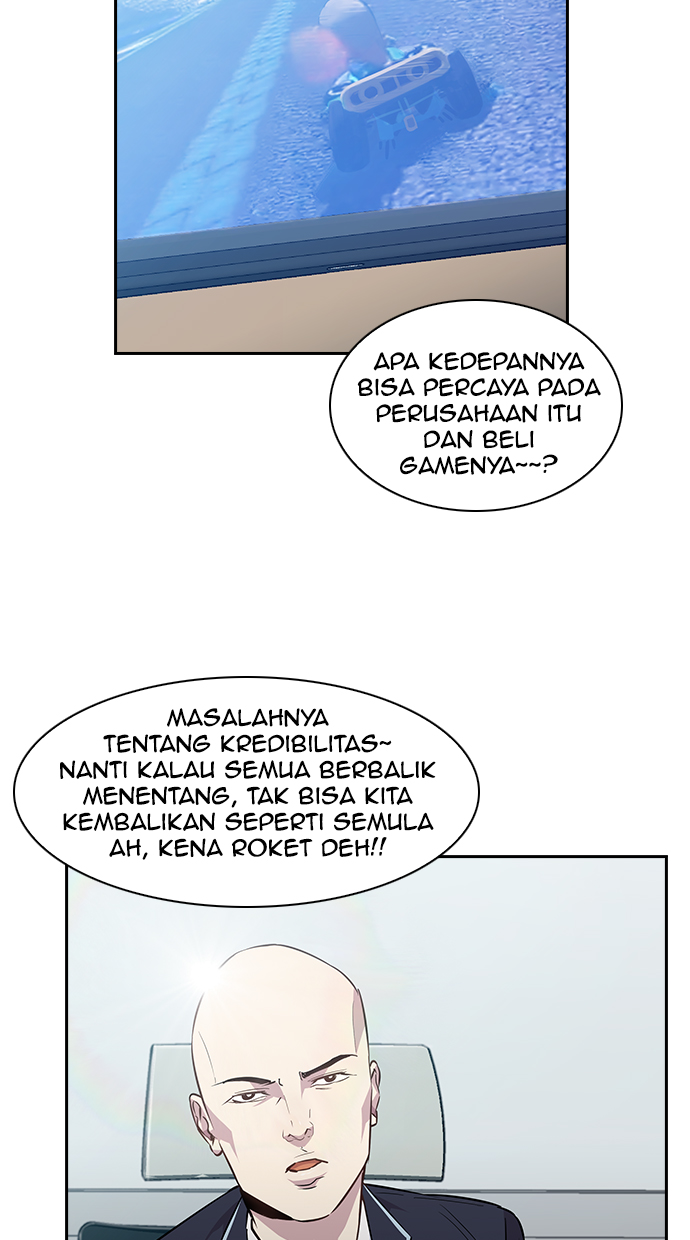 APA KEDEPANNYA
BISA PERCAYA PADA
PERUSAHAAN ITU
DAN BELI
GAMENYA~~?
MASALAHNYA
TENTANG KREDIBILITAS~
NANTI KALAU SEMUA BERBALIK
MENENTANG, TAK BISA KITA
KEMBALIKAN SEPERTI SEMULA
AH, KENA ROKET DEH!!